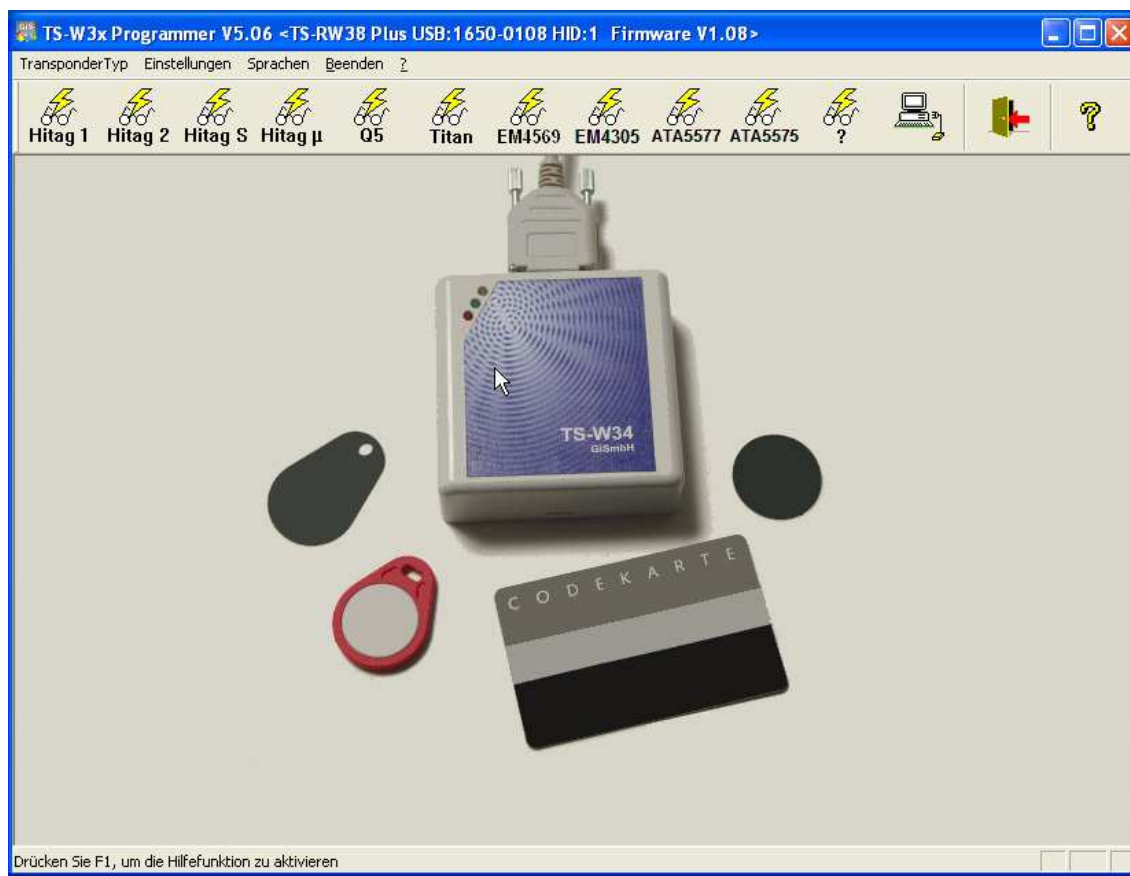 TS-W3x Programmer V5.06 <TS-RW38 Plus USB:1650-0108 HID:1 Firmware V1.08>
TransponderTyp Einstellungen Sprachen Beenden ?
Hitag 1 Hitag 2 Hitag S Hitag µ Q5 Titan EM4569 EM4305 ATA5577 ATA5575 ?
TS-W34
GiSmbH
CODEKARTE
Drücken Sie F1, um die Hilfefunktion zu aktivieren